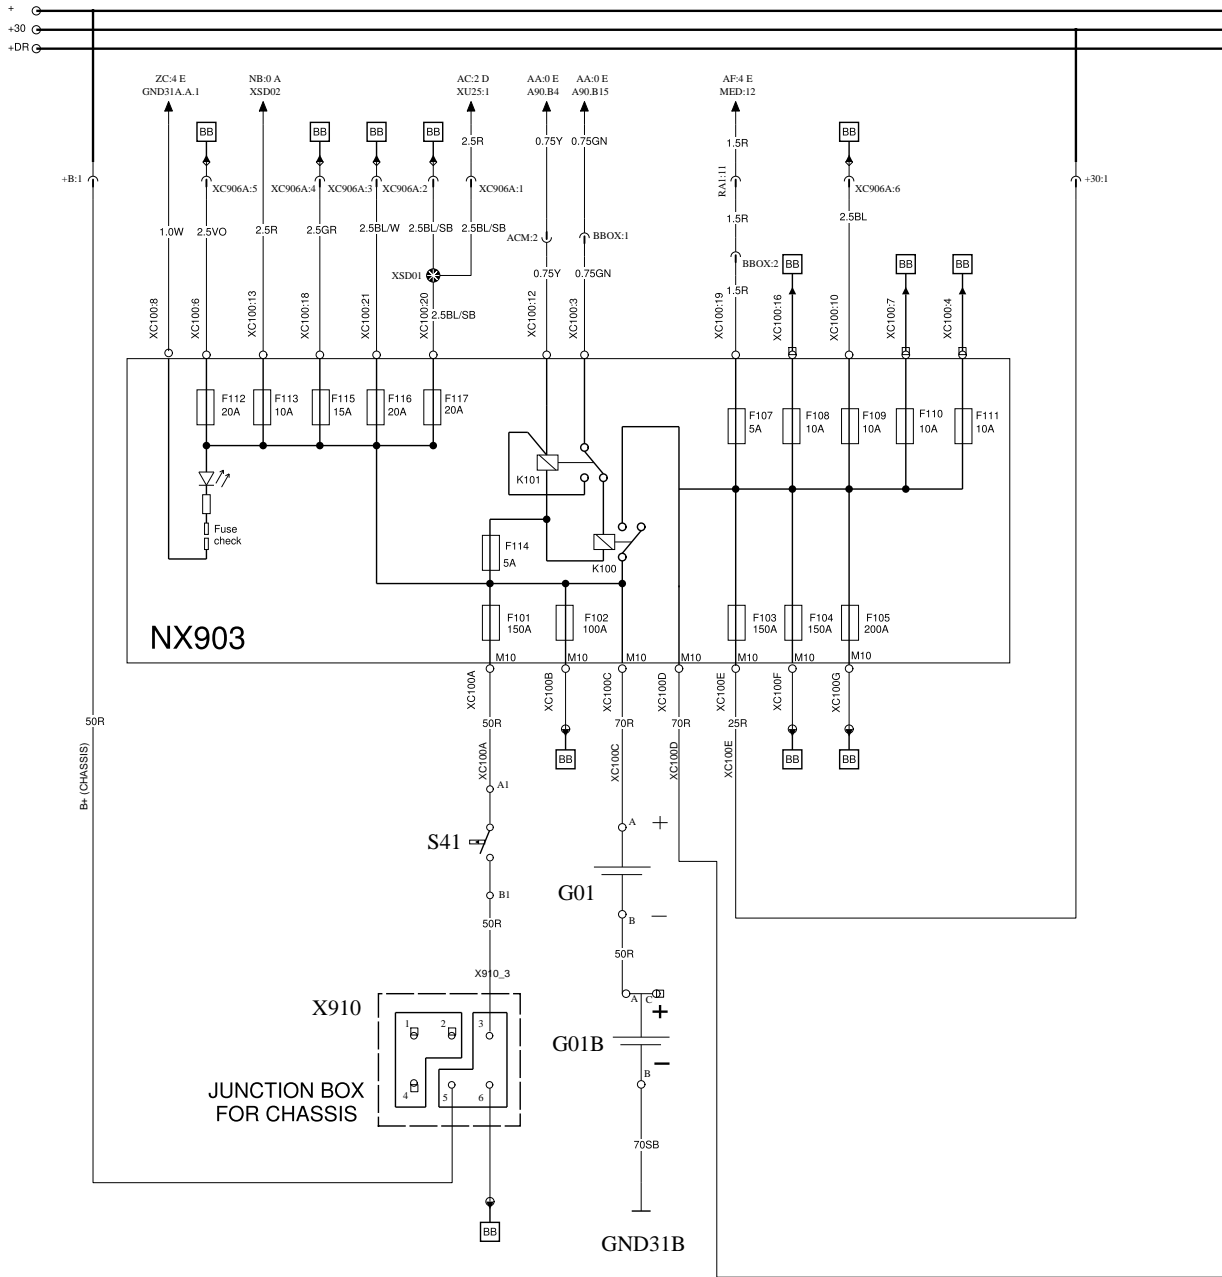 +
+30
+DR
ZC:4 E
GND31A.A.1
NB:0 A
XSD02
AC:2 D
XU25:1
AA:0 E
A90.B4
AA:0 E
A90.B15
AF:4 E
MED:12
BB
BB
BB
BB
2.5R
0.75Y
0.75GN
1.5R
BB
+B:1
XC906A:5
XC906A:4
XC906A:3
XC906A:2
XC906A:1
RA1:11
XC906A:6
+30:1
1.0W
2.5VO
2.5R
2.5GR
2.5BL/W
2.5BL/SB
2.5BL/SB
ACM:2
BBOX:1
1.5R
2.5BL
XSD01
0.75Y
0.75GN
BBOX:2
BB
BB
BB
1.5R
2.5BL/SB
XC100:8
XC100:6
XC100:13
XC100:18
XC100:21
XC100:20
XC100:12
XC100:3
XC100:19
XC100:16
XC100:10
XC100:7
XC100:4
F112
20A
F113
10A
F115
15A
F116
20A
F117
20A
F107
5A
F108
10A
F109
10A
F110
10A
F111
10A
K101
Fuse
check
F114
5A
K100
NX903
F101
150A
F102
100A
F103
150A
F104
150A
F105
200A
M10
M10
M10
M10
M10
M10
M10
XC100A
XC100B
XC100C
XC100D
XC100E
XC100F
XC100G
50R
50R
70R
70R
25R
B+ (CHASSIS)
XC100A
BB
XC100C
XC100D
XC100E
BB
BB
A1
S41
A
+
G01
B1
B
−
50R
50R
X910_3
X910
A
C
+
1
2
3
G01B
−
B
JUNCTION BOX
FOR CHASSIS
4
5
6
70SB
BB
GND31B